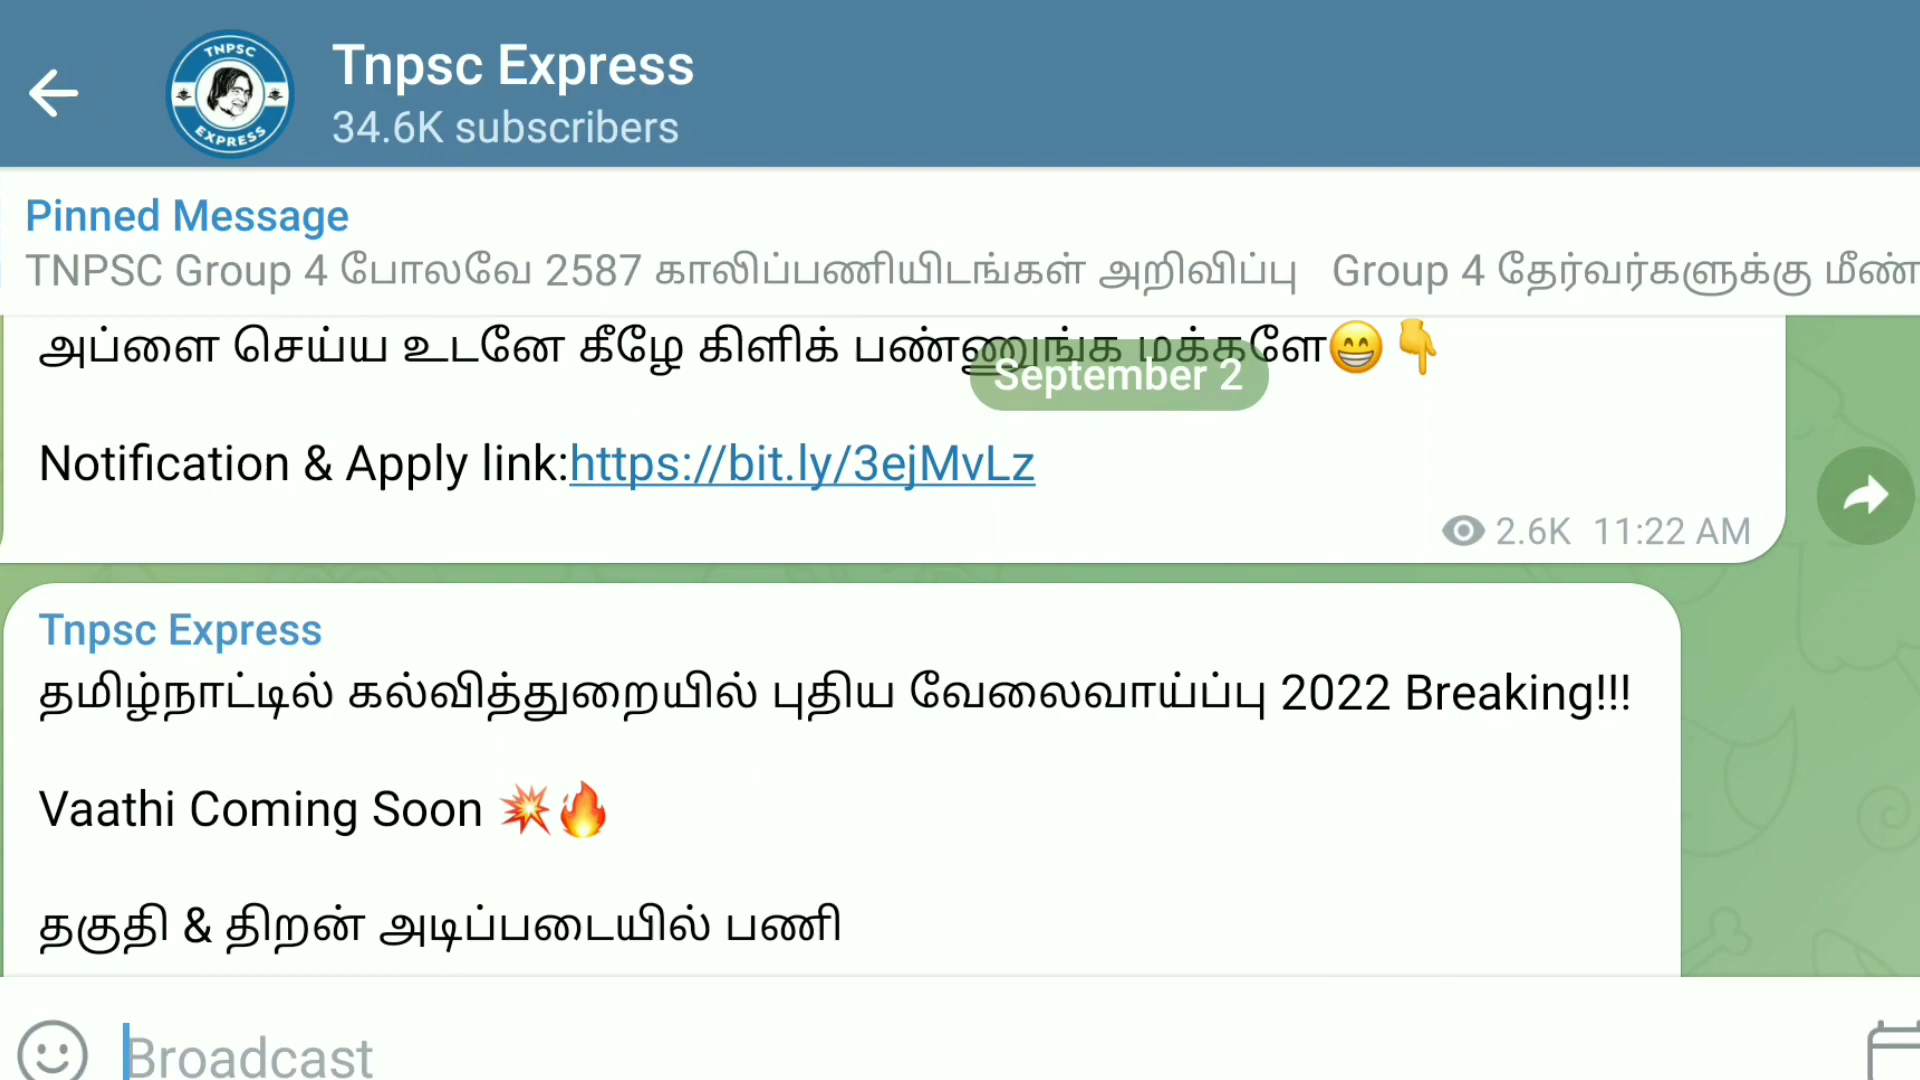 TNPSC
EXPRESS
Tnpsc Express
34.6K subscribers
Pinned Message
TNPSC Group 4 போலவே 2587 காலிப்பணியிடங்கள் அறிவிப்பு Group 4 தேர்வர்களுக்கு மீண்
அப்ளை செய்ய உடனே கீழே கிளிக் பண்ணுங்க மக்களே😁👇
September 2
Notification & Apply link:https://bit.ly/3ejMvLz
2.6K 11:22 AM
Tnpsc Express
தமிழ்நாட்டில் கல்வித்துறையில் புதிய வேலைவாய்ப்பு 2022 Breaking!!!
Vaathi Coming Soon 💥🔥
தகுதி & திறன் அடிப்படையில் பணி
Broadcast